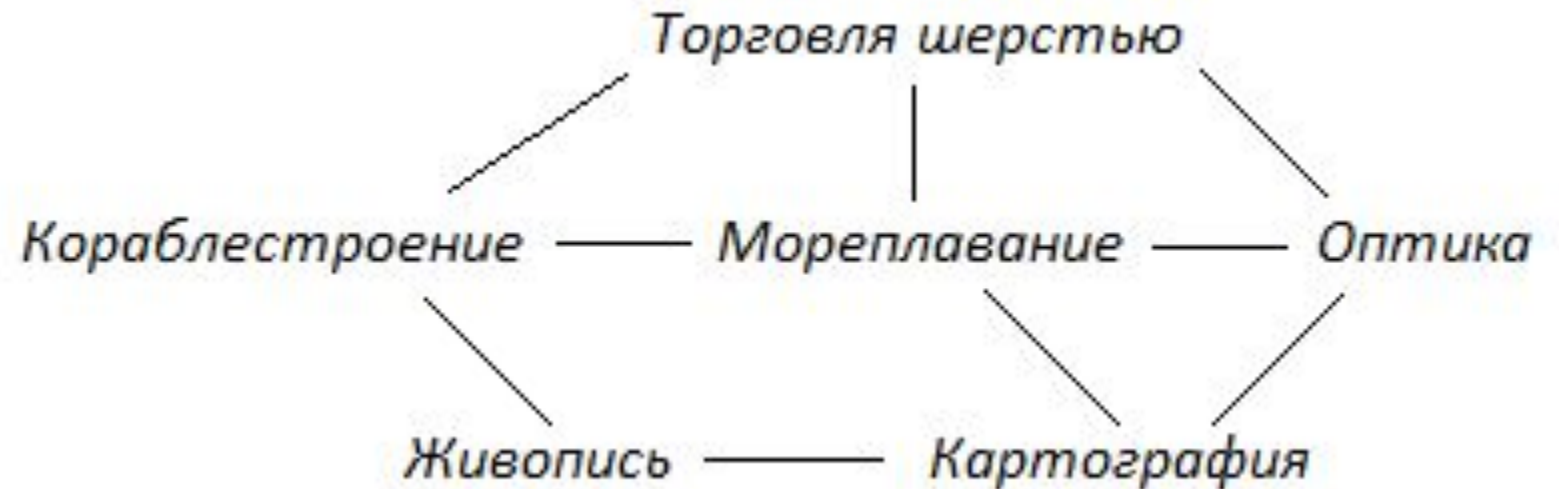 Торговля шерстью
Кораблестроение Мореплавание Оптика
Живопись Картография